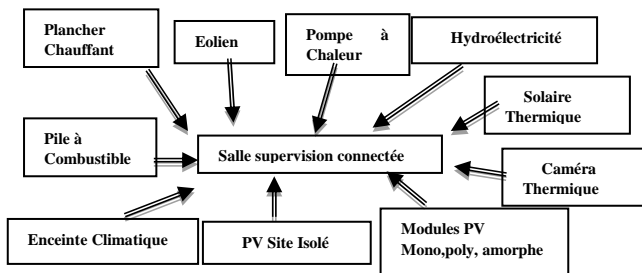 Plancher
Chauffant
Eolien
Pompe à
Chaleur
Hydroélectricité
Solaire
Thermique
Pile à
Combustible
Salle supervision connectée
Caméra
Thermique
Enceinte Climatique
PV Site Isolé
Modules PV
Mono,poly, amorphe